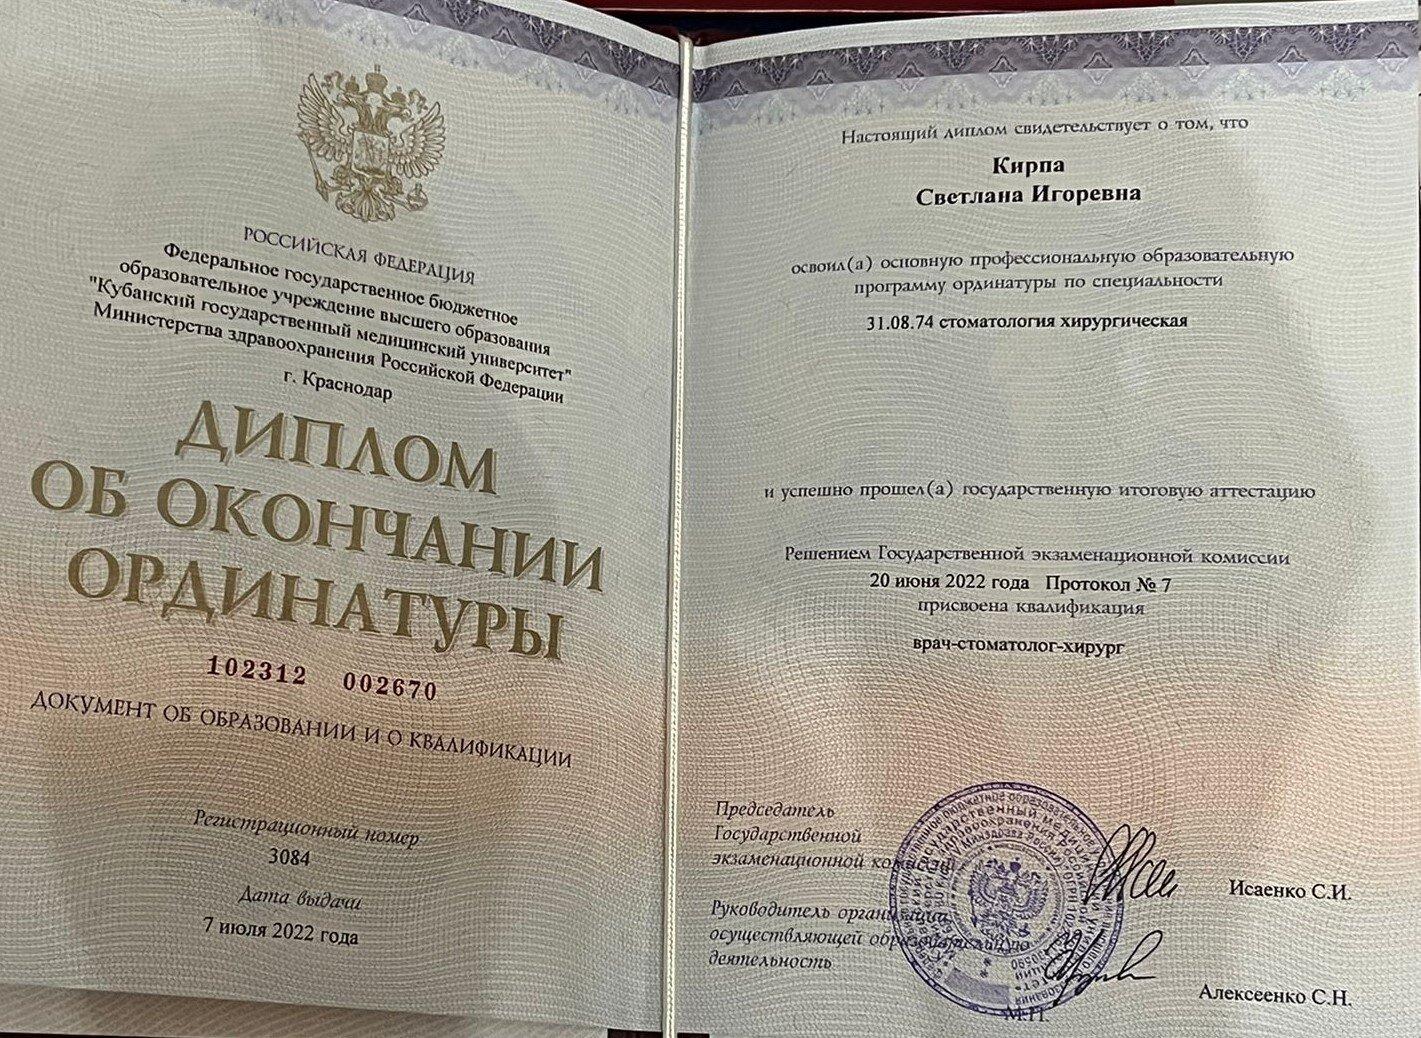 РОССИЙСКАЯ ФЕДЕРАЦИЯ
Федеральное государственное бюджетное
образовательное учреждение высшего образования
"Кубанский государственный медицинский университет"
Министерства здравоохранения Российской Федерации
г. Краснодар
ДИПЛОМ
ОБ ОКОНЧАНИИ
ОРДИНАТУРЫ
102312 002670
ДОКУМЕНТ ОБ ОБРАЗОВАНИИ И О КВАЛИФИКАЦИИ
Регистрационный номер
3084
Дата выдачи
7 июля 2022 года
Настоящий диплом свидетельствует о том, что
Кирпа
Светлана Игоревна
освоил(а) основную профессиональную образовательную
программу ординатуры по специальности
31.08.74 стоматология хирургическая
и успешно прошел(а) государственную итоговую аттестацию
Решением Государственной экзаменационной комиссии
20 июня 2022 года Протокол № 7
присвоена квалификация
врач-стоматолог-хирург
Председатель
Государственной
экзаменационной комиссии
Исаенко С.И.
Руководитель организации,
осуществляющей образовательную
деятельность
Алексеенко С.Н.
М.П.